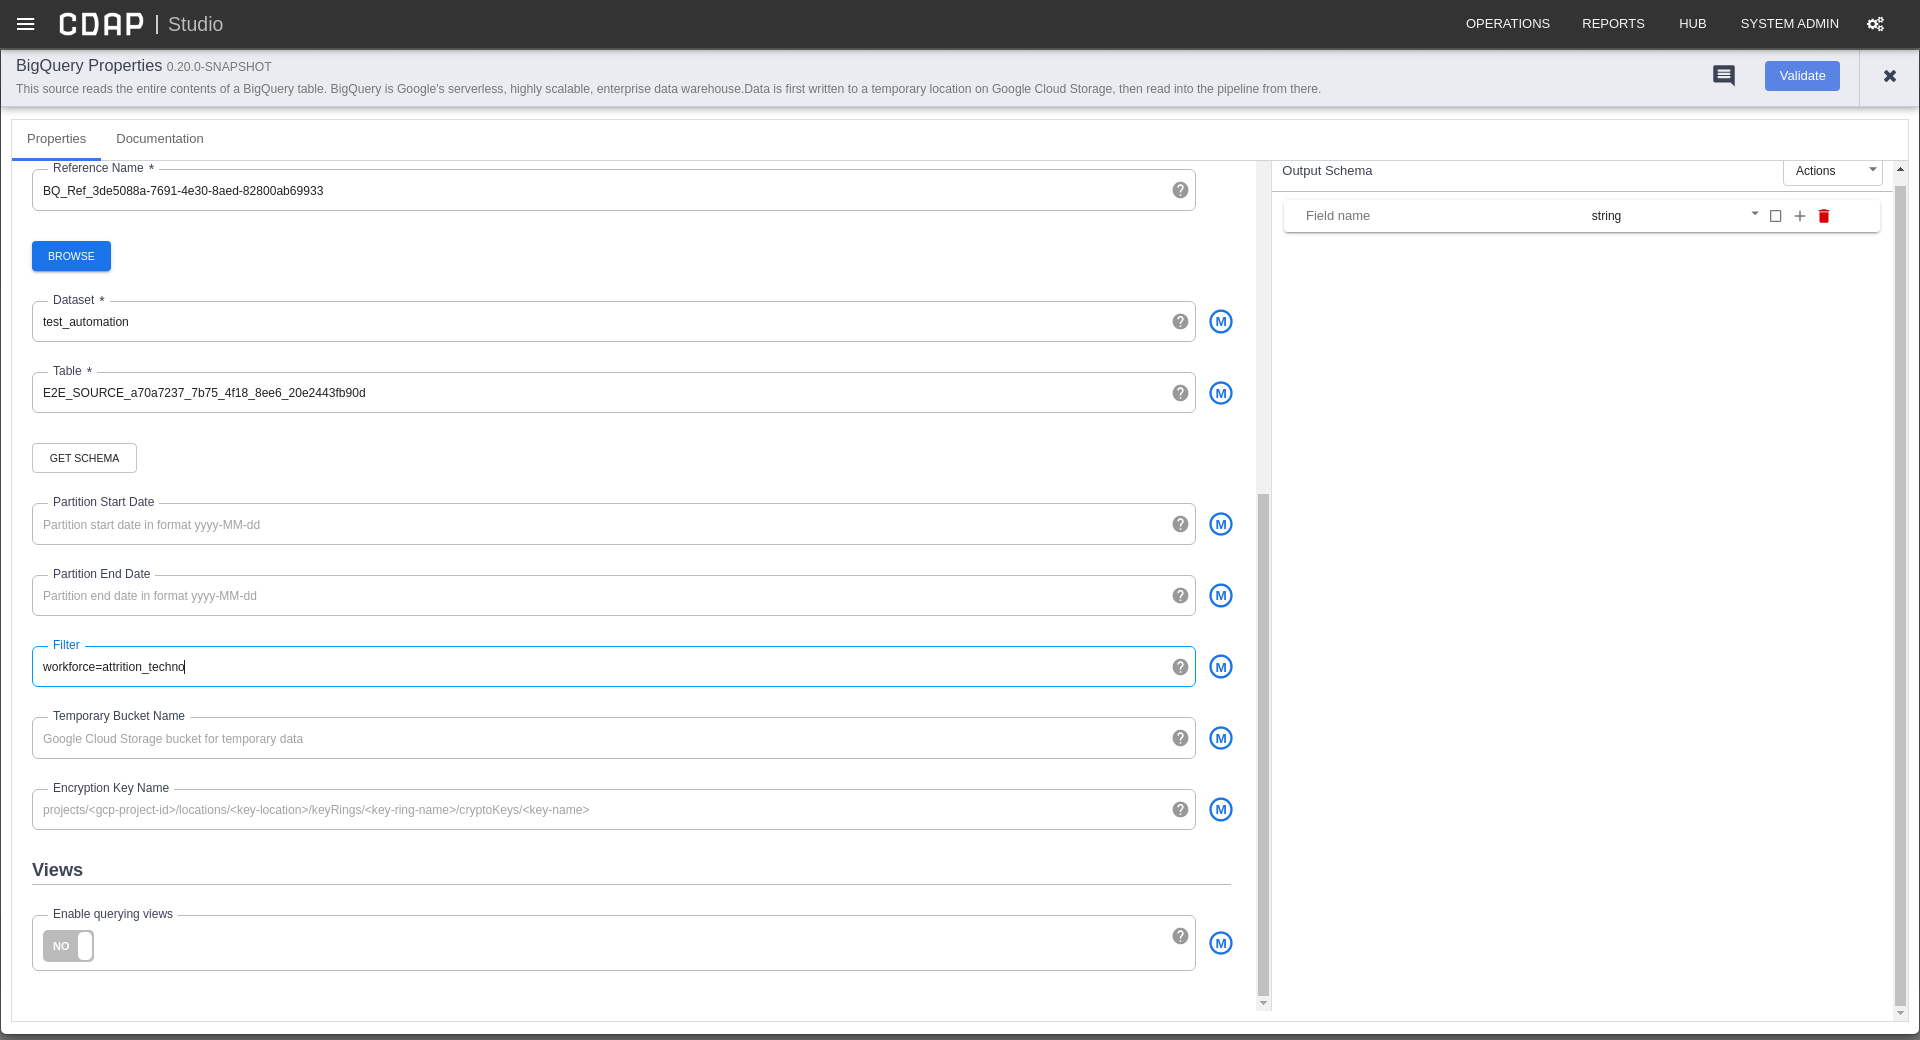 CDAP | Studio
OPERATIONS REPORTS HUB SYSTEM ADMIN
BigQuery Properties 0.20.0-SNAPSHOT
This source reads the entire contents of a BigQuery table. BigQuery is Google's serverless, highly scalable, enterprise data warehouse.Data is first written to a temporary location on Google Cloud Storage, then read into the pipeline from there.
Validate
Properties Documentation
Reference Name *
BQ_Ref_3de5088a-7691-4e30-8aed-82800ab69933
BROWSE
Dataset *
test_automation
M
Table *
E2E_SOURCE_a70a7237_7b75_4f18_8ee6_20e2443fb90d
M
GET SCHEMA
Partition Start Date
Partition start date in format yyyy-MM-dd
M
Partition End Date
Partition end date in format yyyy-MM-dd
M
Filter
workforce=attrition_techno
M
Temporary Bucket Name
Google Cloud Storage bucket for temporary data
M
Encryption Key Name
projects/<gcp-project-id>/locations/<key-location>/keyRings/<key-ring-name>/cryptoKeys/<key-name>
M
Views
Enable querying views
NO
M
Output Schema
Actions
Field name string